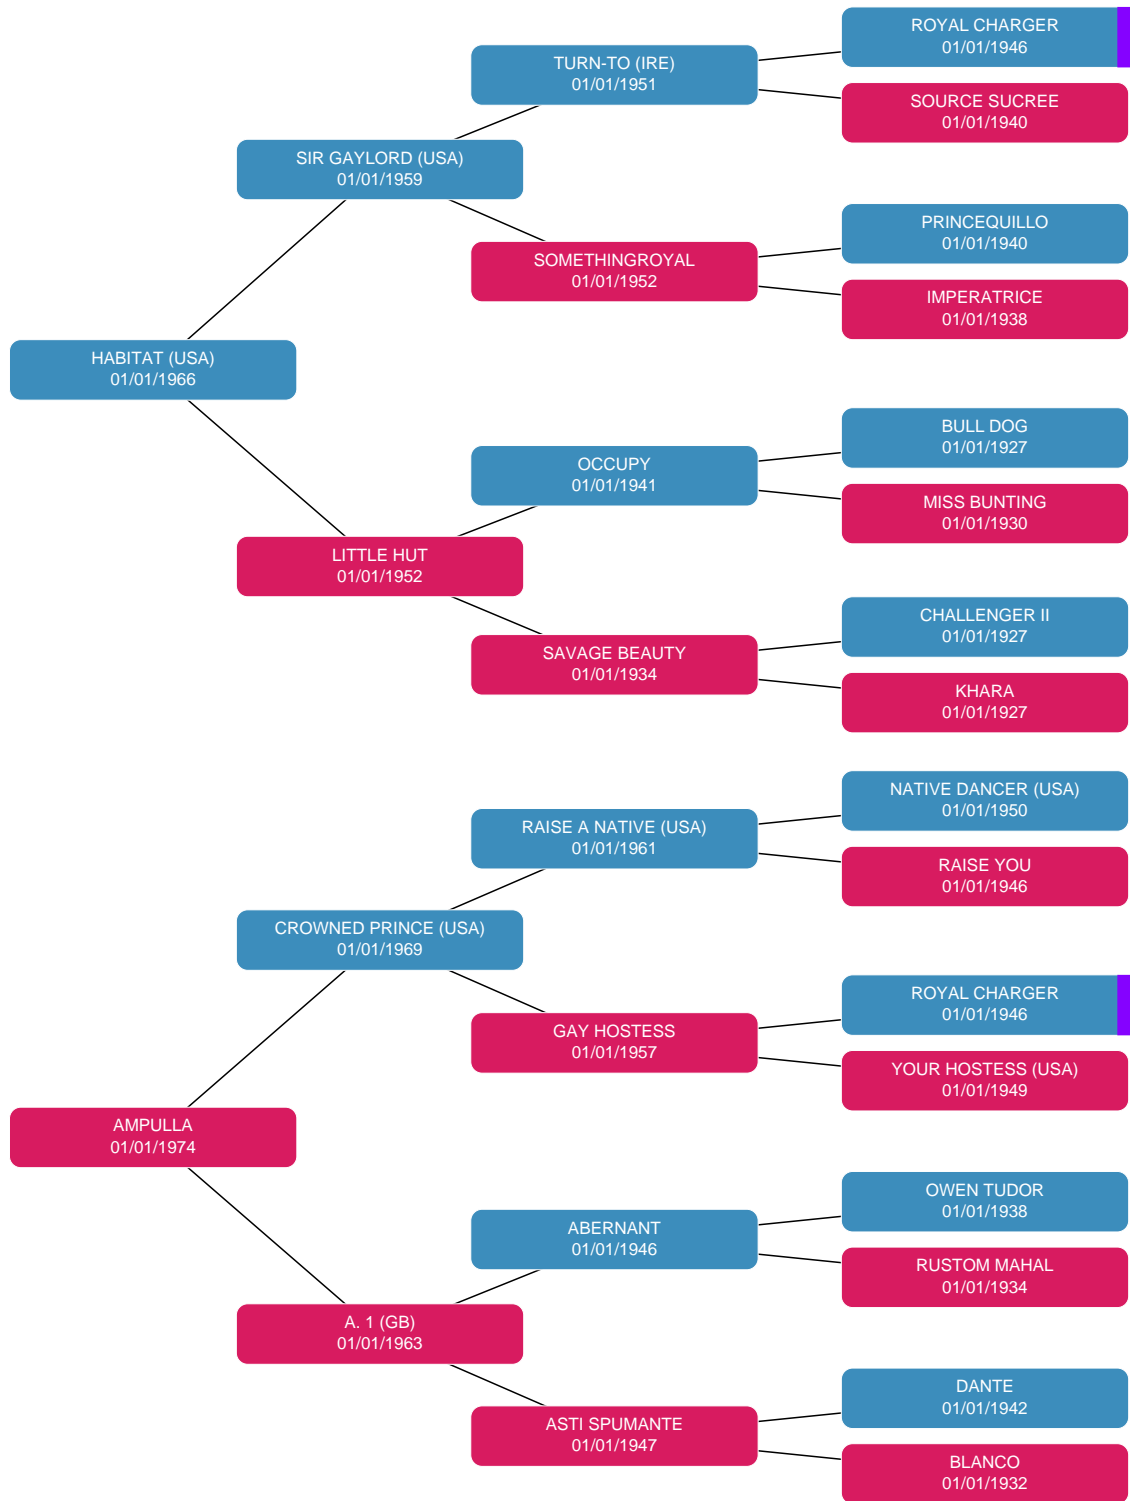 ROYAL CHARGER
01/01/1946
TURN-TO (IRE)
01/01/1951
SOURCE SUCREE
01/01/1940
SIR GAYLORD (USA)
01/01/1959
PRINCEQUILLO
01/01/1940
SOMETHINGROYAL
01/01/1952
IMPERATRICE
01/01/1938
HABITAT (USA)
01/01/1966
BULL DOG
01/01/1927
OCCUPY
01/01/1941
MISS BUNTING
01/01/1930
LITTLE HUT
01/01/1952
CHALLENGER II
01/01/1927
SAVAGE BEAUTY
01/01/1934
KHARA
01/01/1927
NATIVE DANCER (USA)
01/01/1950
RAISE A NATIVE (USA)
01/01/1961
RAISE YOU
01/01/1946
CROWNED PRINCE (USA)
01/01/1969
ROYAL CHARGER
01/01/1946
GAY HOSTESS
01/01/1957
YOUR HOSTESS (USA)
01/01/1949
AMPULLA
01/01/1974
OWEN TUDOR
01/01/1938
ABERNANT
01/01/1946
RUSTOM MAHAL
01/01/1934
A. 1 (GB)
01/01/1963
DANTE
01/01/1942
ASTI SPUMANTE
01/01/1947
BLANCO
01/01/1932